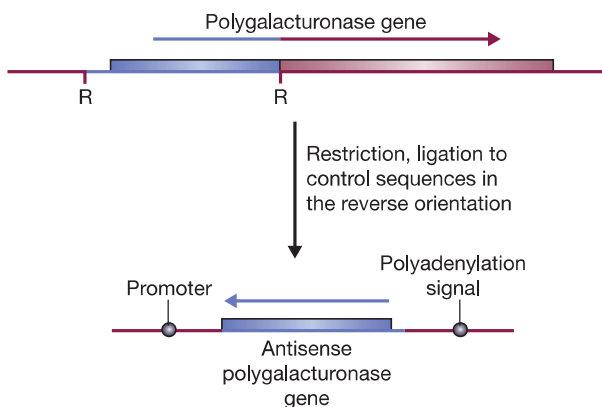 Polygalacturonase gene
R
R
Restriction, ligation to
control sequences in
the reverse orientation
Promoter
Polyadenylation
signal
Antisense
polygalacturonase
gene